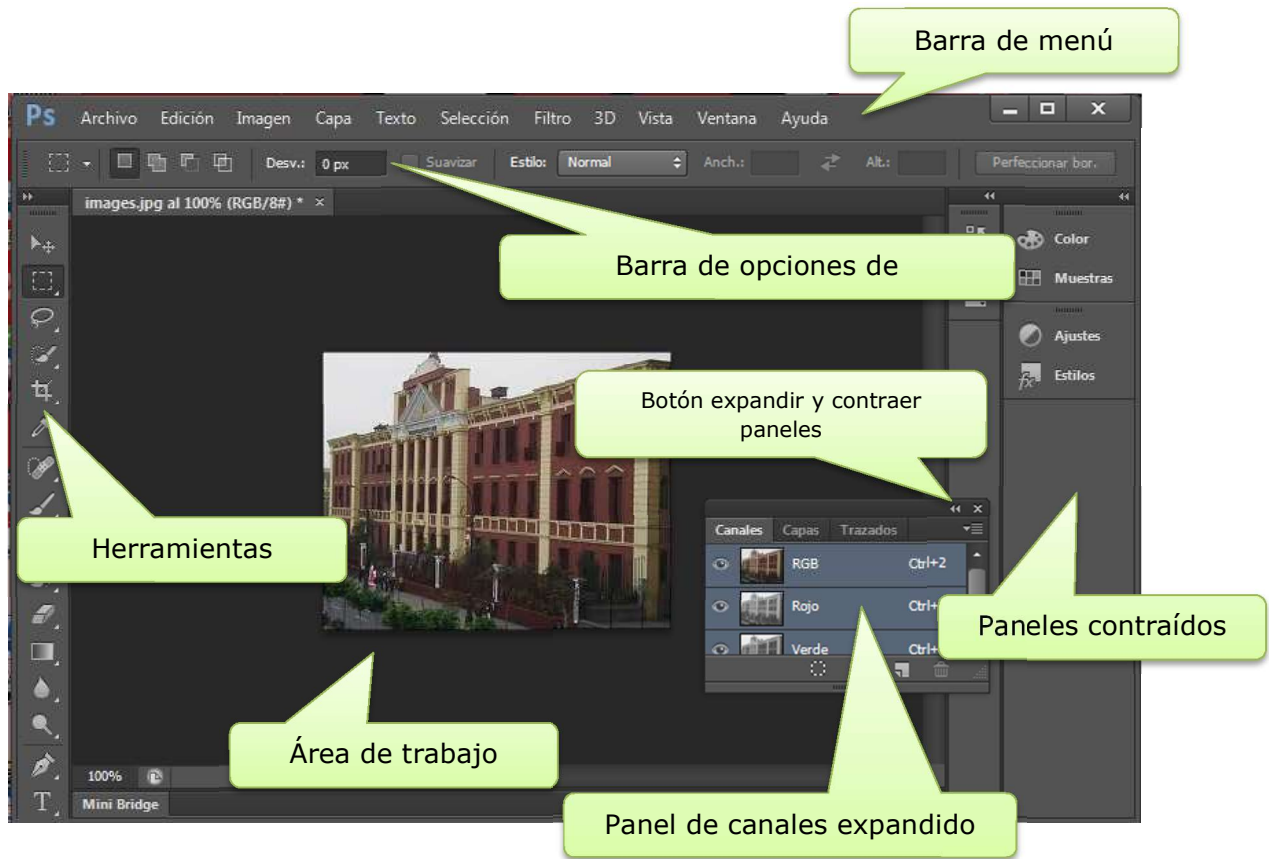 Barra de menú
Ps Archivo Edición Imagen Capa Texto Selección Filtro 3D Vista Ventana Ayuda
Desv.: 0 px Suavizar Estilo: Normal Anch.: Alt.: Perfeccionar bor.
images.jpg al 100% (RGB/8#) * ×
Color
Barra de opciones de
Muestras
Ajustes
Estilos
fx
Botón expandir y contraer
paneles
Herramientas
Canales Capas Trazados
RGB Ctrl+2
Rojo Ctrl+
Verde Ctrl+
Paneles contraídos
Área de trabajo
100%
T
Mini Bridge
Panel de canales expandido